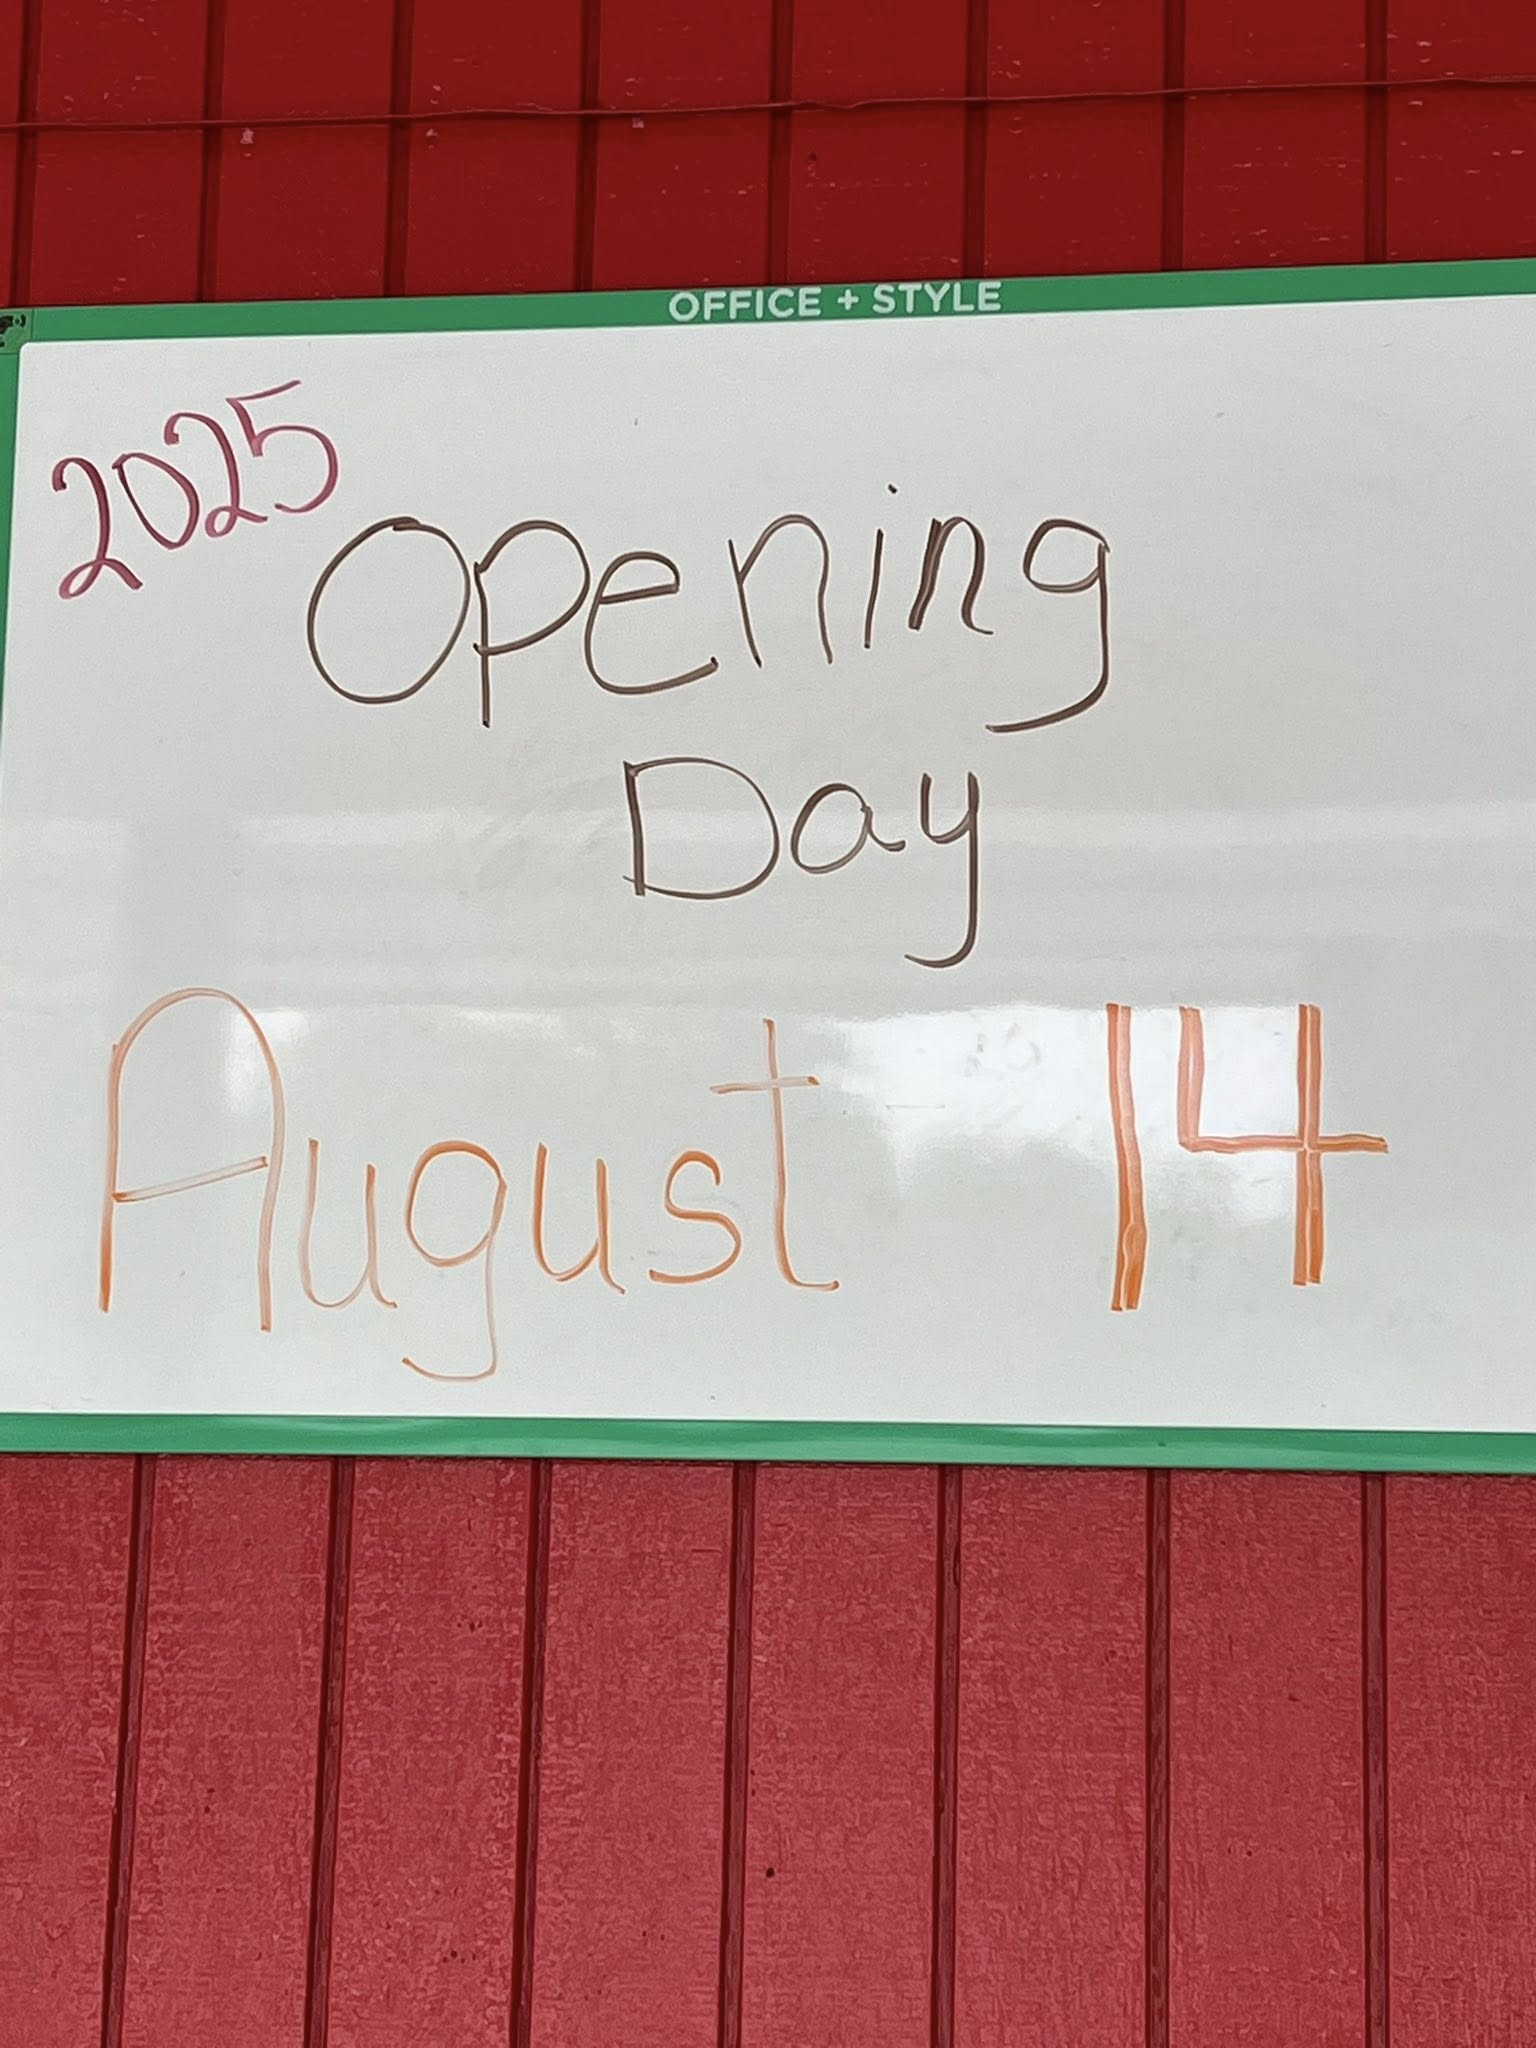 OFFICE + STYLE
2025
Opening
Day
August 14